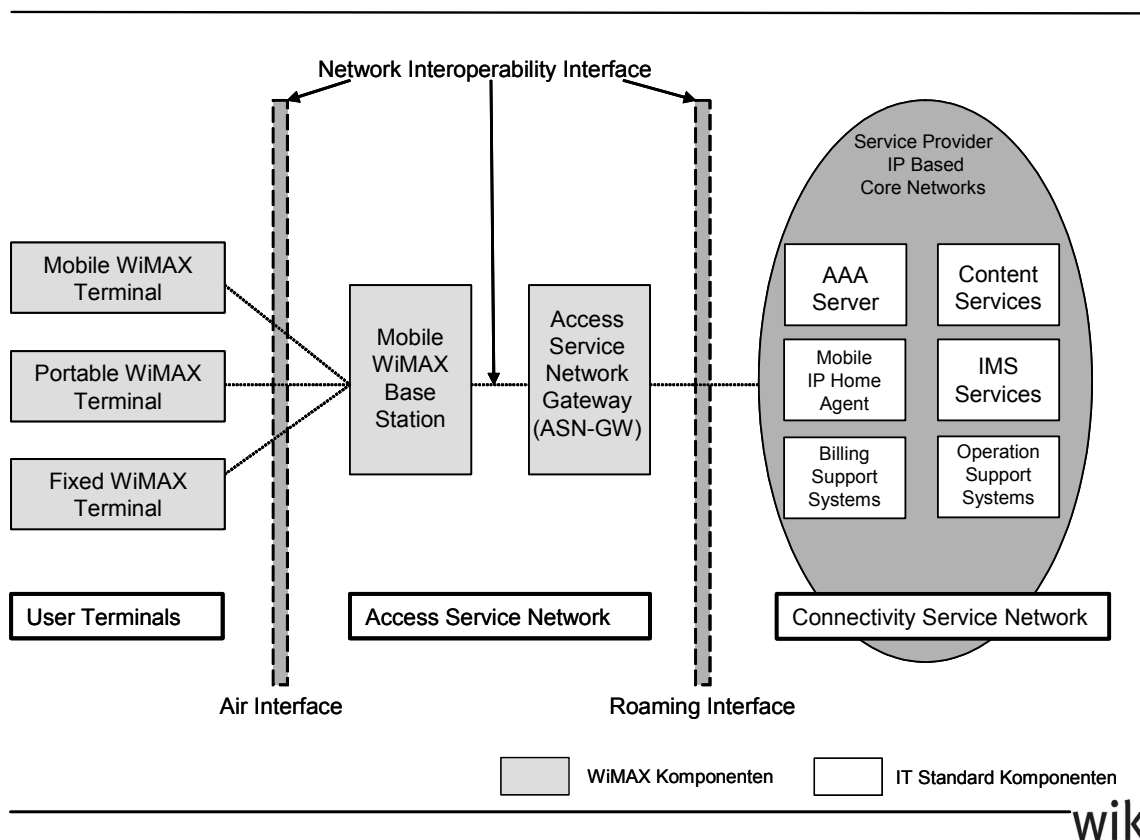 Network Interoperability Interface
Service Provider
IP Based
Core Networks
Mobile WiMAX
Terminal
Portable WiMAX
Terminal
Fixed WiMAX
Terminal
Mobile
WiMAX
Base
Station
Access
Service
Network
Gateway
(ASN-GW)
AAA
Server
Content
Services
Mobile
IP Home
Agent
IMS
Services
Billing
Support
Systems
Operation
Support
Systems
User Terminals
Access Service Network
Connectivity Service Network
Air Interface
Roaming Interface
WiMAX Komponenten
IT Standard Komponenten
wik